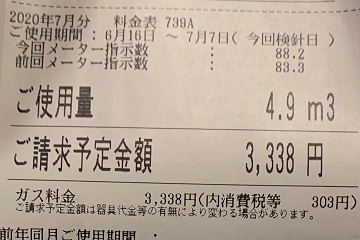 2020年7月分　料金表 739A
ご使用期間：6月16日　～ 7月7日(今回検針日)
今回メーター指示数　：　88.2
前回メーター指示数　：　83.3
ご使用量　4.9 m3
ご請求予定金額　3,338 円
ガス料金　3,338円(内消費税等　303円)
ご請求予定金額は器具代金等の有無により変わる場合があります。
前年同月ご使用期間　：